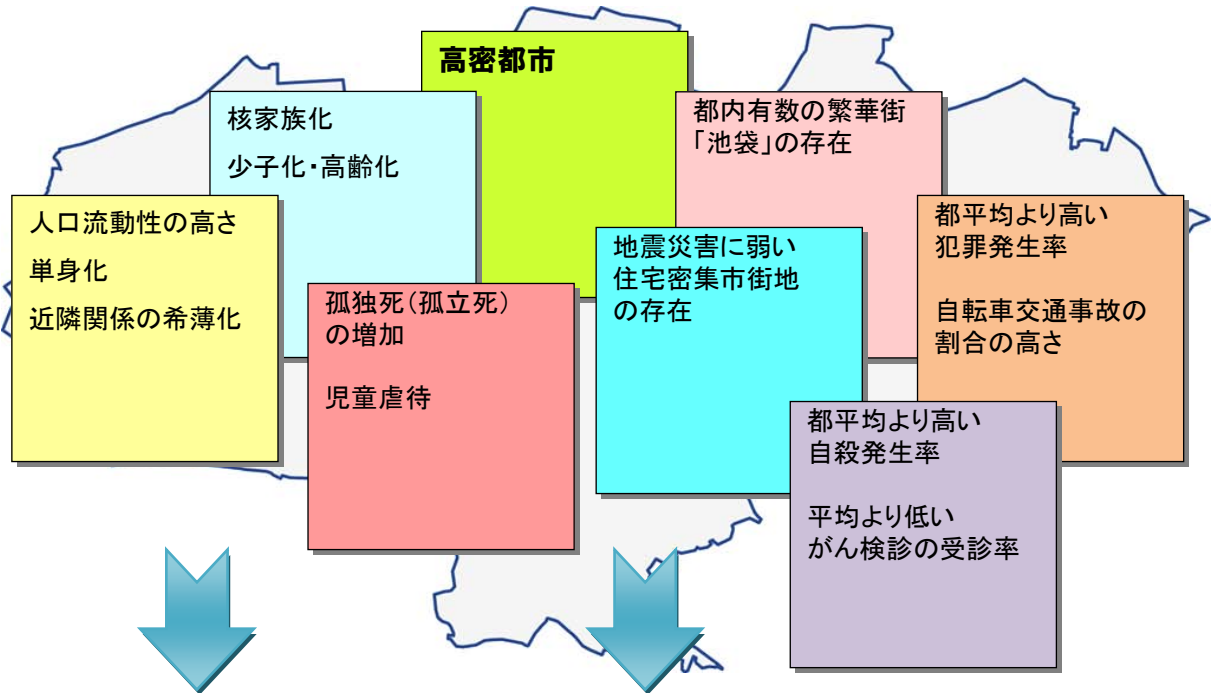 高密都市
核家族化
少子化・高齢化
都内有数の繁華街
「池袋」の存在
人口流動性の高さ
単身化
近隣関係の希薄化
孤独死(孤立死)
の増加
児童虐待
地震災害に弱い
住宅密集市街地
の存在
都平均より高い
犯罪発生率
自転車交通事故の
割合の高さ
都平均より高い
自殺発生率
平均より低い
がん検診の受診率